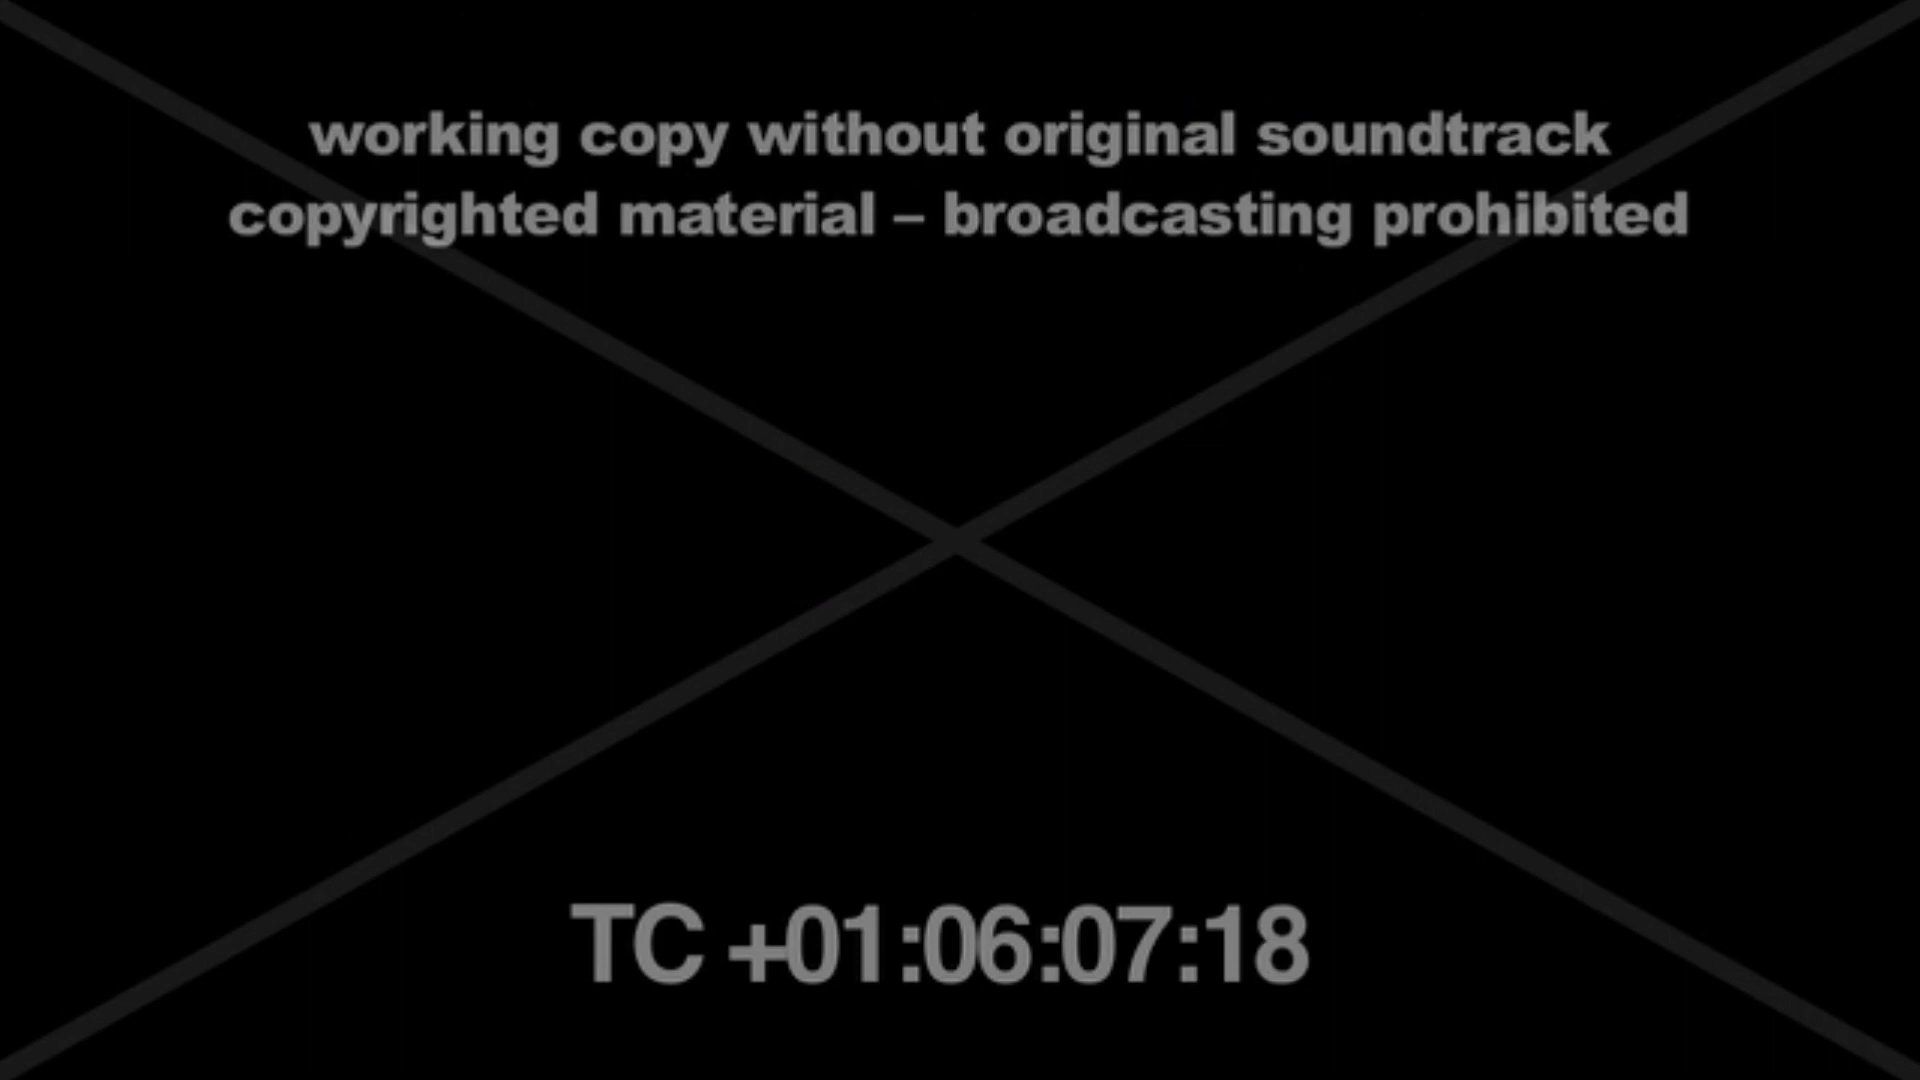 working copy without original soundtrack
copyrighted material – broadcasting prohibited
TC +01:06:07:18